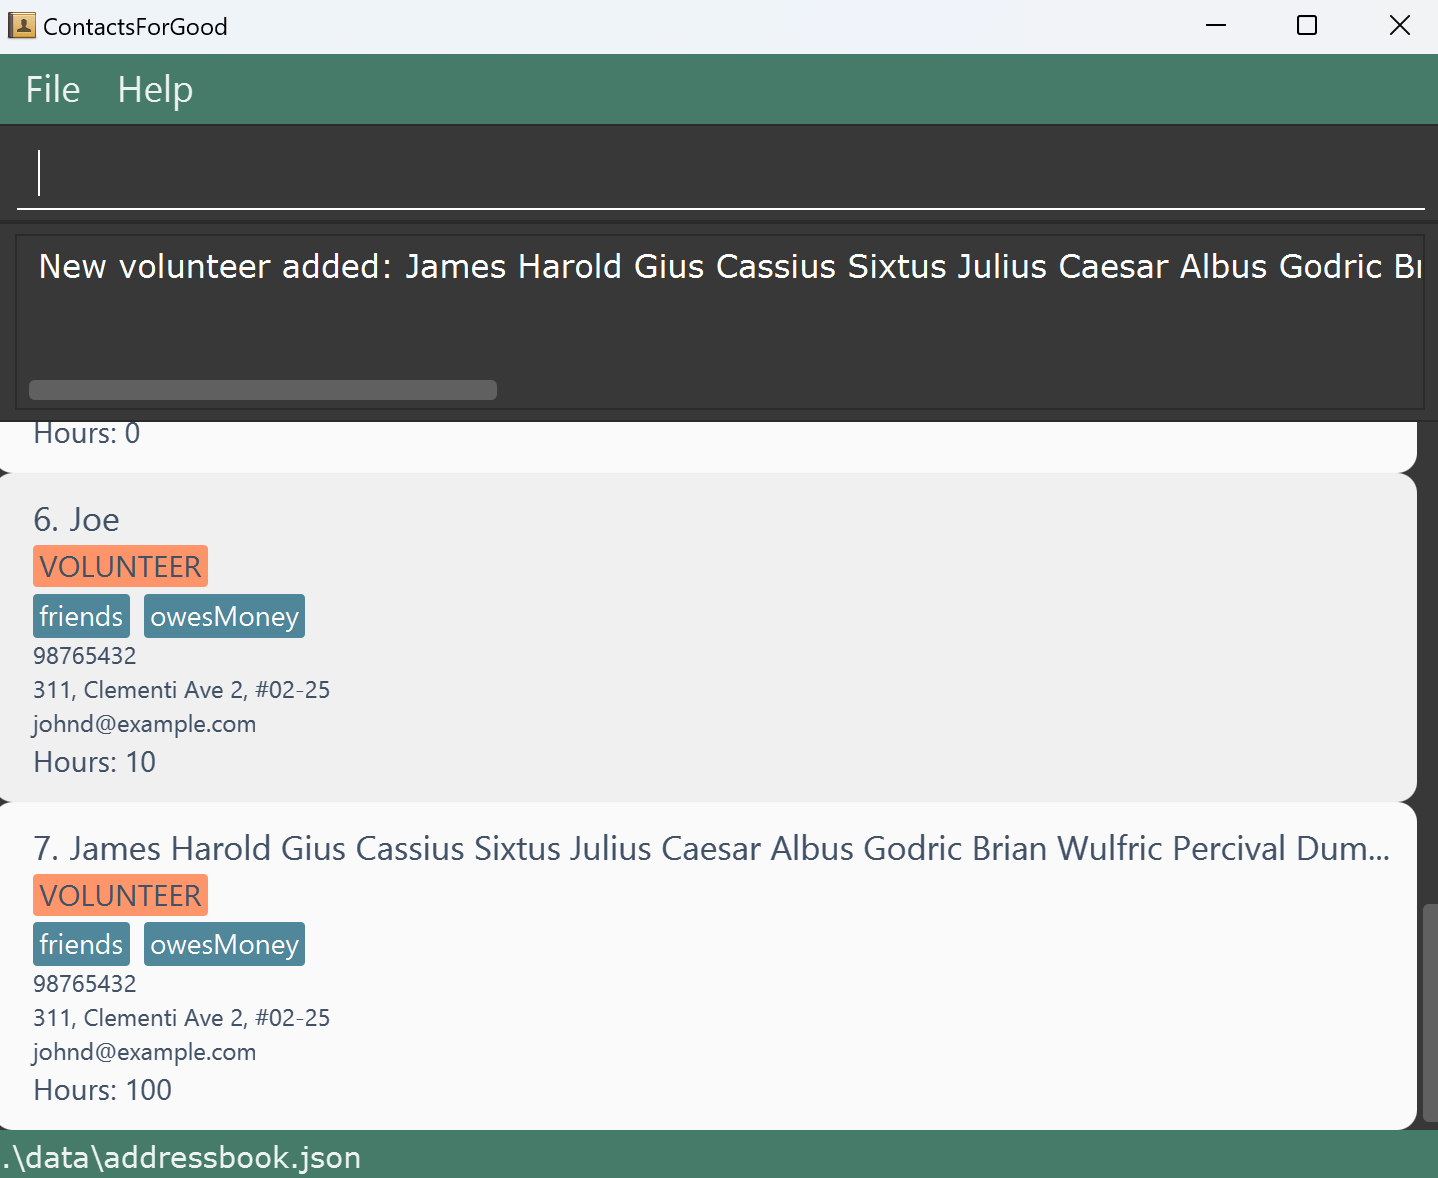 ContactsForGood
File Help
New volunteer added: James Harold Gius Cassius Sixtus Julius Caesar Albus Godric
Hours: 0
6. Joe
VOLUNTEER
friends owesMoney
98765432
311, Clementi Ave 2, #02-25
johnd@example.com
Hours: 10
7. James Harold Gius Cassius Sixtus Julius Caesar Albus Godric Brian Wulfric Percival Dum...
VOLUNTEER
friends owesMoney
98765432
311, Clementi Ave 2, #02-25
johnd@example.com
Hours: 100
.\data\addressbook.json